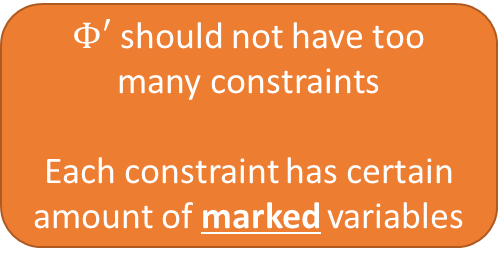 Φ′ should not have too
many constraints
Each constraint has certain
amount of marked variables